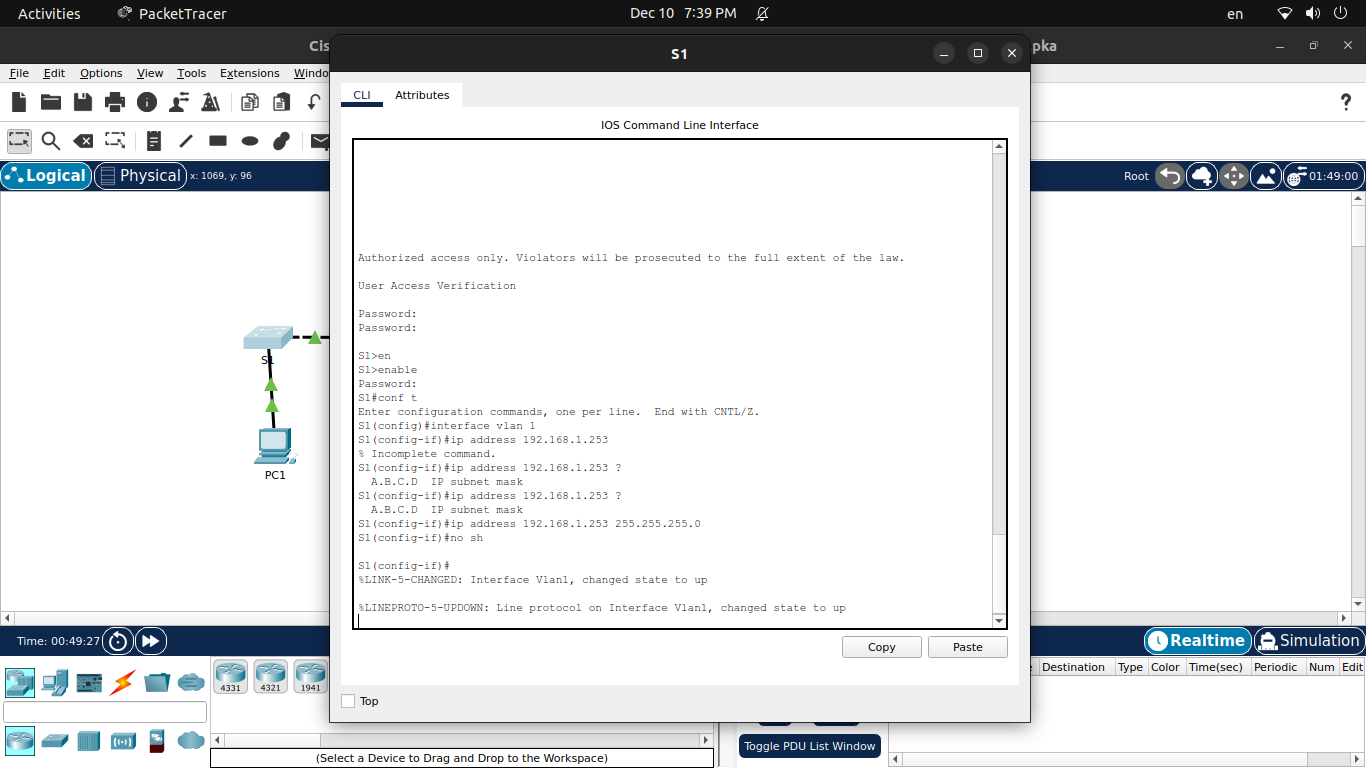 Activities
PacketTracer
Dec 10 7:39 PM
en
Cis
pka
S1
File Edit Options View Tools Extensions Windo
CLI
Attributes
IOS Command Line Interface
Logical
Physical
x: 1069, y: 96
Root
01:49:00
Authorized access only. Violators will be prosecuted to the full extent of the law.
User Access Verification
Password:
Password:
S1>en
S1>enable
Password:
S1#conf t
Enter configuration commands, one per line.  End with CNTL/Z.
S1(config)#interface vlan 1
S1(config-if)#ip address 192.168.1.253
% Incomplete command.
S1(config-if)#ip address 192.168.1.253 ?
A.B.C.D  IP subnet mask
S1(config-if)#ip address 192.168.1.253 ?
A.B.C.D  IP subnet mask
S1(config-if)#ip address 192.168.1.253 255.255.255.0
S1(config-if)#no sh
S1(config-if)#
%LINK-5-CHANGED: Interface Vlan1, changed state to up
%LINEPROTO-5-UPDOWN: Line protocol on Interface Vlan1, changed state to up
S1
PC1
Copy
Paste
Top
Time: 00:49:27
Realtime
Simulation
4331
4321
1941
Destination Type Color Time(sec) Periodic Num Edit
Toggle PDU List Window
(Select a Device to Drag and Drop to the Workspace)